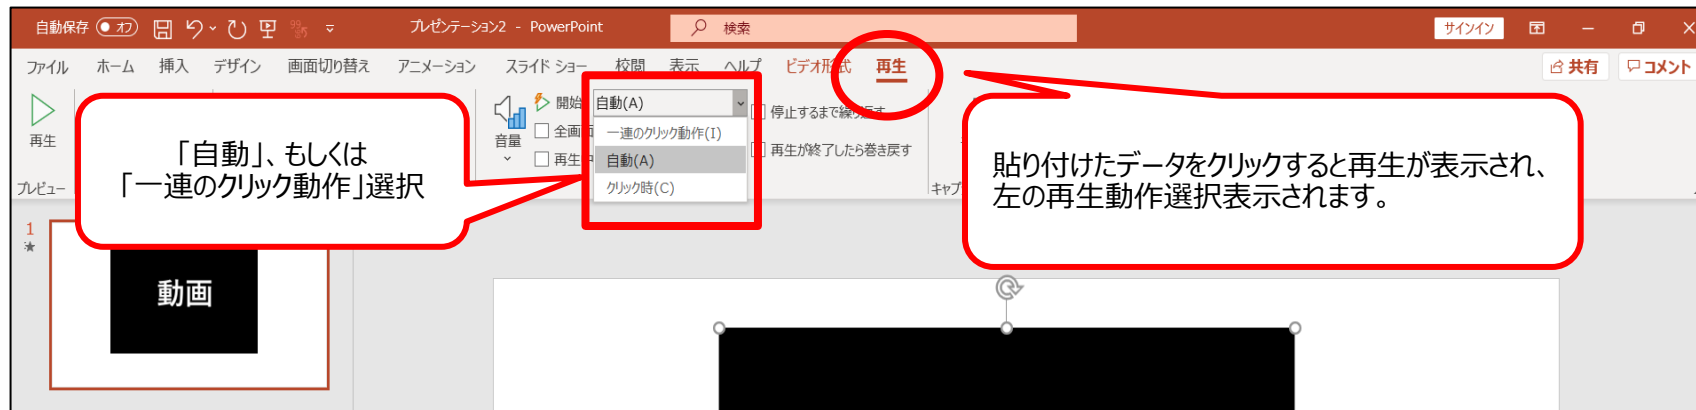 自動保存 オフ プレゼンテーション2 - PowerPoint 検索 サインイン
ファイル ホーム 挿入 デザイン 画面切り替え アニメーション スライド ショー 校閲 表示 ヘルプ ビデオ形式 再生 共有 コメント
再生
プレビュー
「自動」、もしくは
「一連のクリック動作」選択
音量
開始
自動(A)
停止するまで繰り返す
全画面
一連のクリック動作(I)
再生が終了したら巻き戻す
再生中
自動(A)
クリック時(C)
キャプ
貼り付けたデータをクリックすると再生が表示され、
左の再生動作選択表示されます。
1
動画